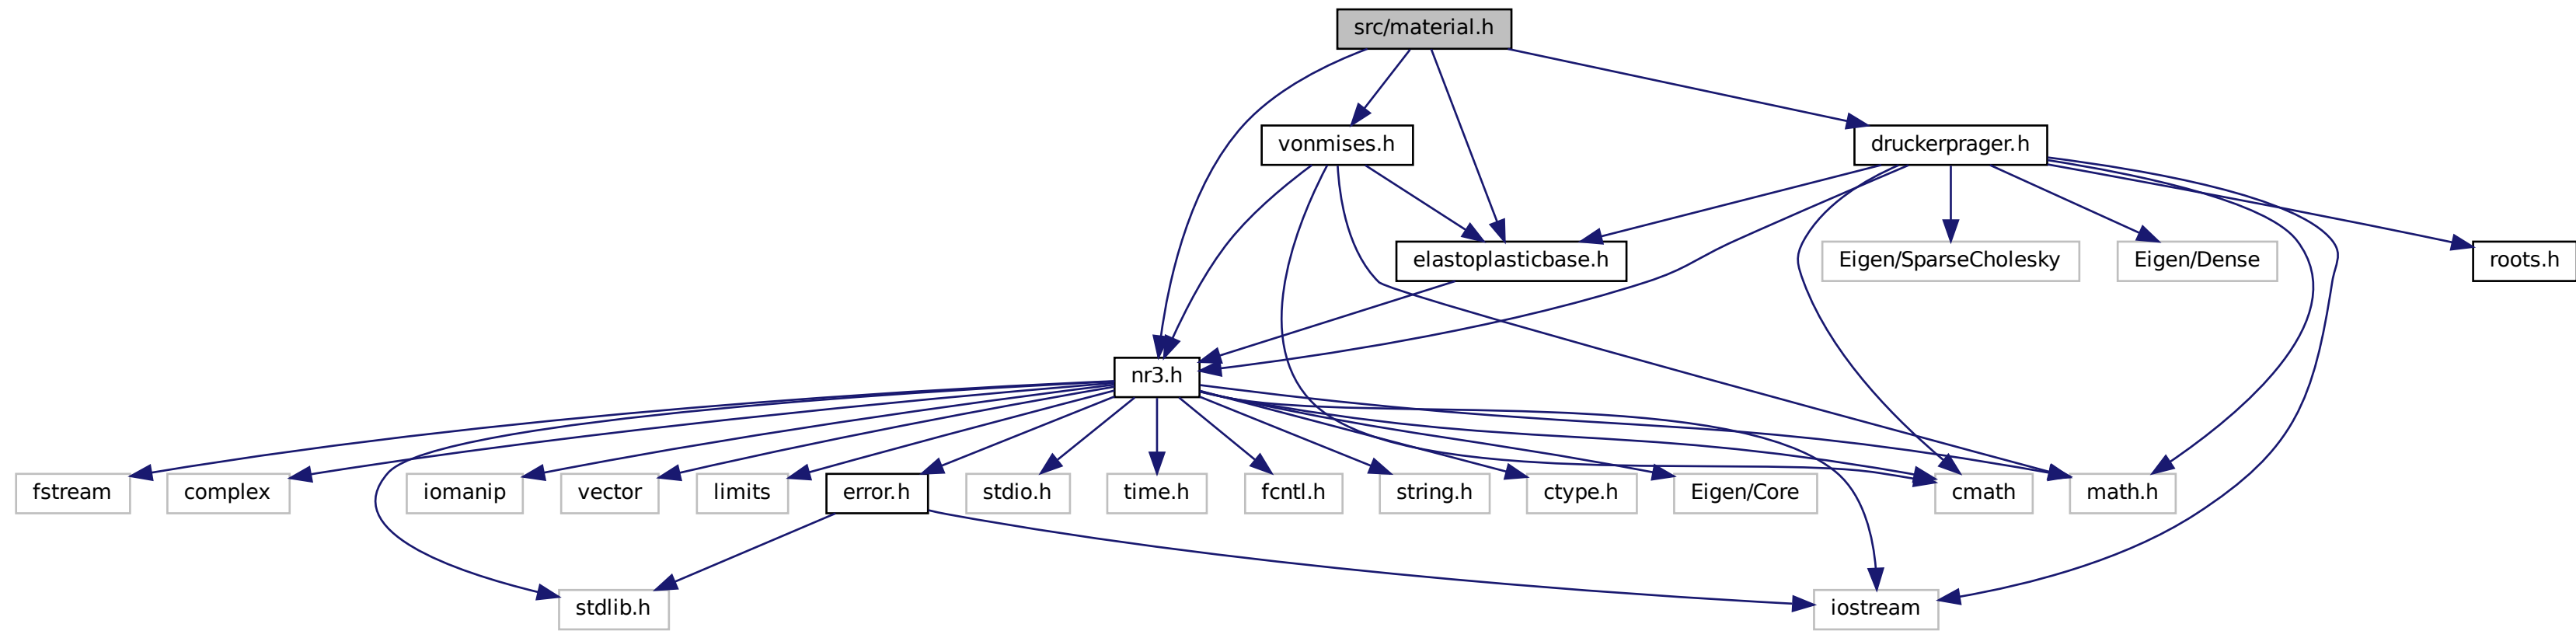 src/material.h
vonmises.h
druckerprager.h
elastoplasticbase.h
Eigen/SparseCholesky
Eigen/Dense
roots.h
nr3.h
fstream
complex
iomanip
vector
limits
error.h
stdio.h
time.h
fcntl.h
string.h
ctype.h
Eigen/Core
cmath
math.h
stdlib.h
iostream